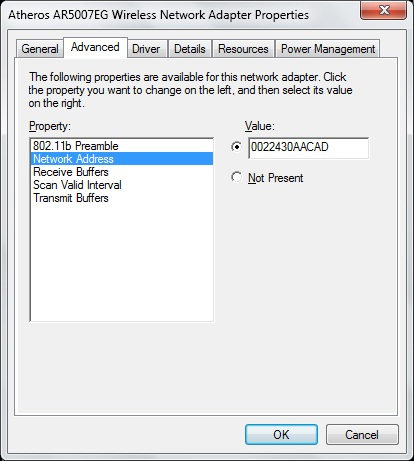 Atheros AR5007EG Wireless Network Adapter Properties
General Advanced Driver Details Resources Power Management
The following properties are available for this network adapter. Click
the property you want to change on the left, and then select its value
on the right.
Property:
802.11b Preamble
Network Address
Receive Buffers
Scan Valid Interval
Transmit Buffers
Value:
0022430AACAD
Not Present
OK Cancel